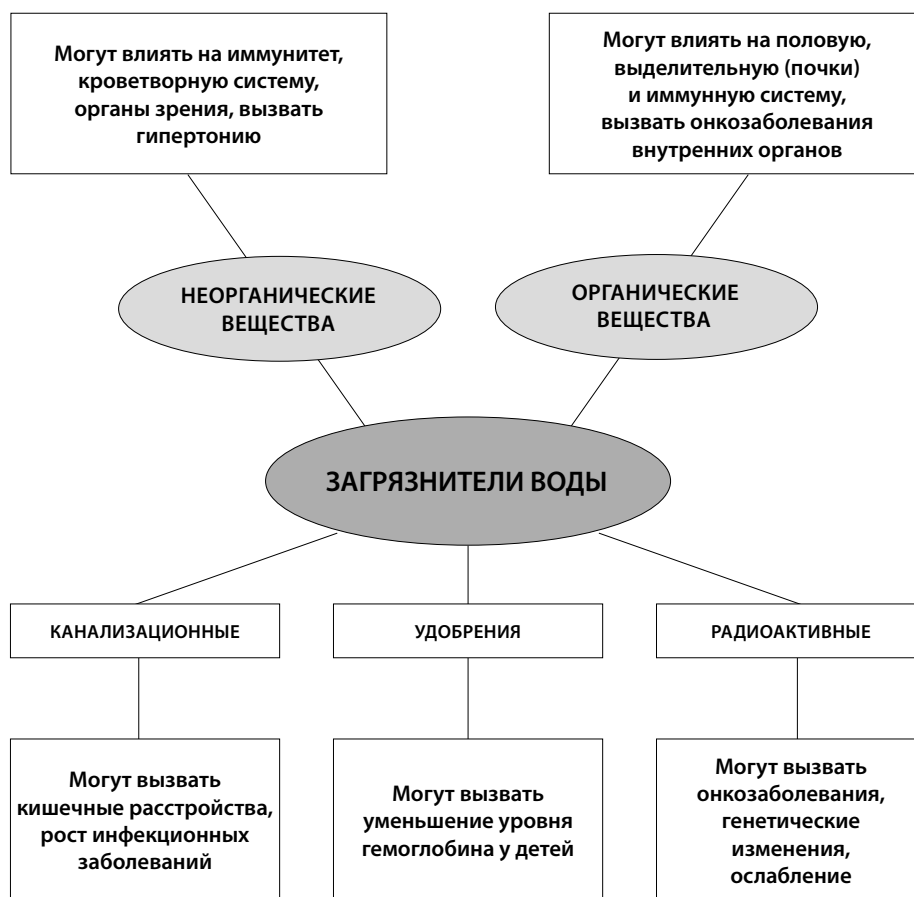 Могут влиять на иммунитет,
кроветворную систему,
органы зрения, вызвать
гипертонию
Могут влиять на половую,
выделительную (почки)
и иммунную систему,
вызвать онкозаболевания
внутренних органов
НЕОРГАНИЧЕСКИЕ
ВЕЩЕСТВА
ОРГАНИЧЕСКИЕ
ВЕЩЕСТВА
ЗАГРЯЗНИТЕЛИ ВОДЫ
КАНАЛИЗАЦИОННЫЕ
УДОБРЕНИЯ
РАДИОАКТИВНЫЕ
Могут вызвать
кишечные расстройства,
рост инфекционных
заболеваний
Могут вызвать
уменьшение уровня
гемоглобина у детей
Могут вызвать
онкозаболевания,
генетические
изменения,
ослабление